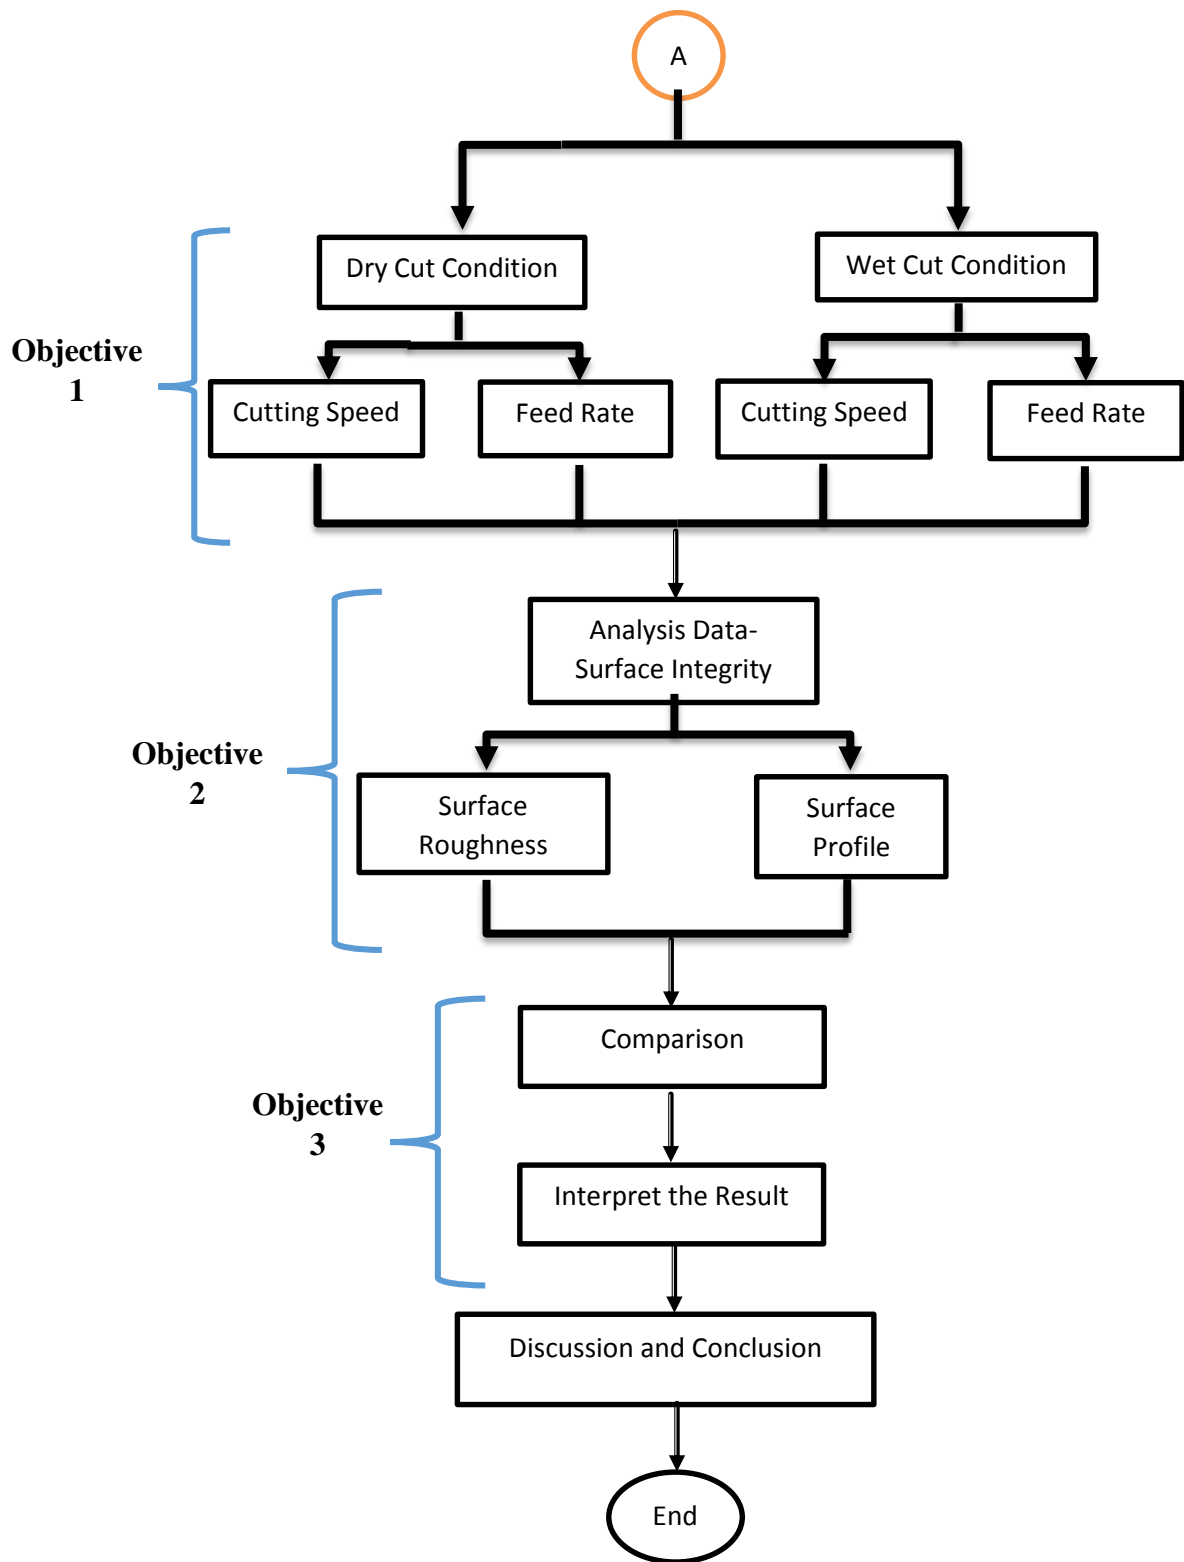 A
Dry Cut Condition
Wet Cut Condition
Objective
1
Cutting Speed
Feed Rate
Cutting Speed
Feed Rate
Analysis Data-
Surface Integrity
Objective
2
Surface
Roughness
Surface
Profile
Comparison
Objective
3
Interpret the Result
Discussion and Conclusion
End